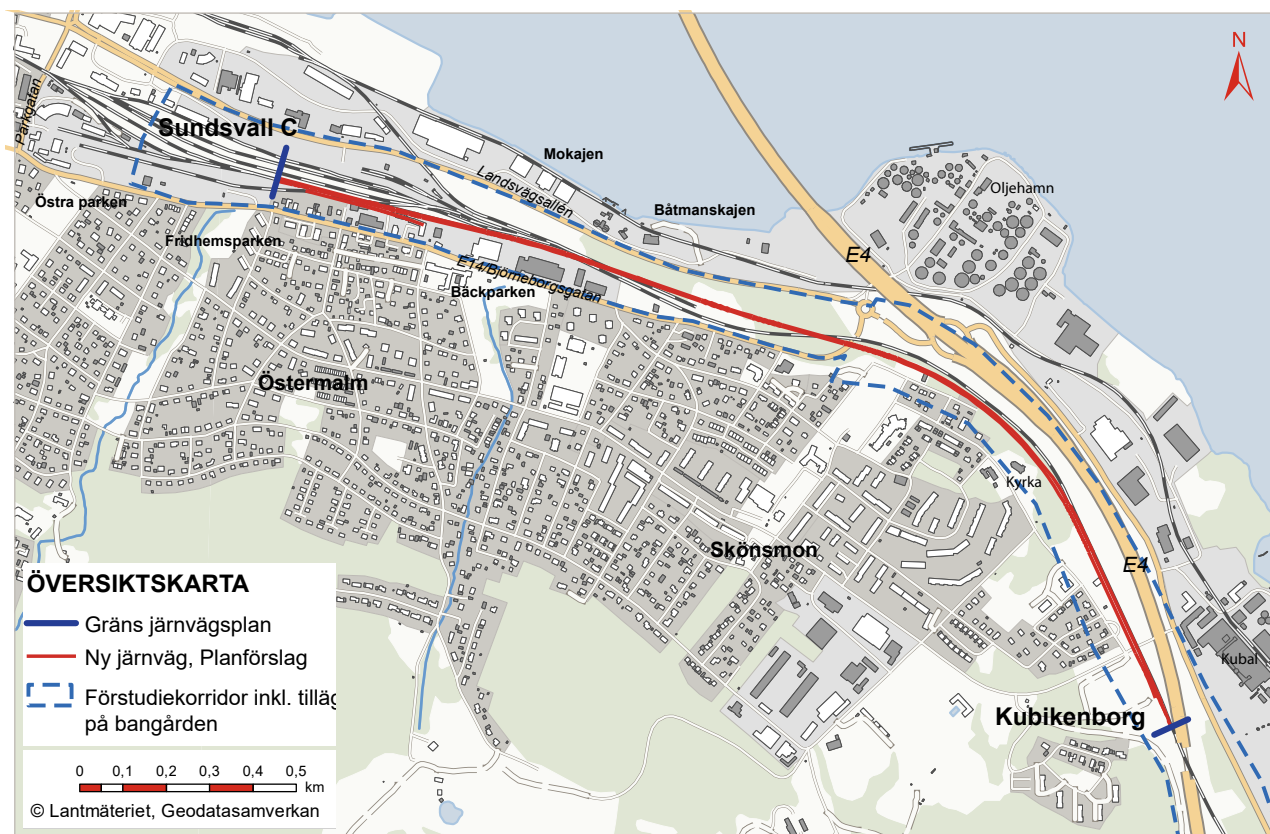 N
Parkgatan
Sundsvall C
Mokajen
Oljehamn
Landsvägsallén
Östra parken
Båtmanskajen
Fridhemsparken
E4
E14/Björneborgsgatan
Bäckparken
Östermalm
Kyrka
Skönsmon
E4
Kubal
Kubikenborg
ÖVERSIKTSKARTA
Gräns järnvägsplan
Ny järnväg, Planförslag
Förstudiekorridor inkl. tilläg
på bangården
0 0,1 0,2 0,3 0,4 0,5
km
© Lantmäteriet, Geodatasamverkan